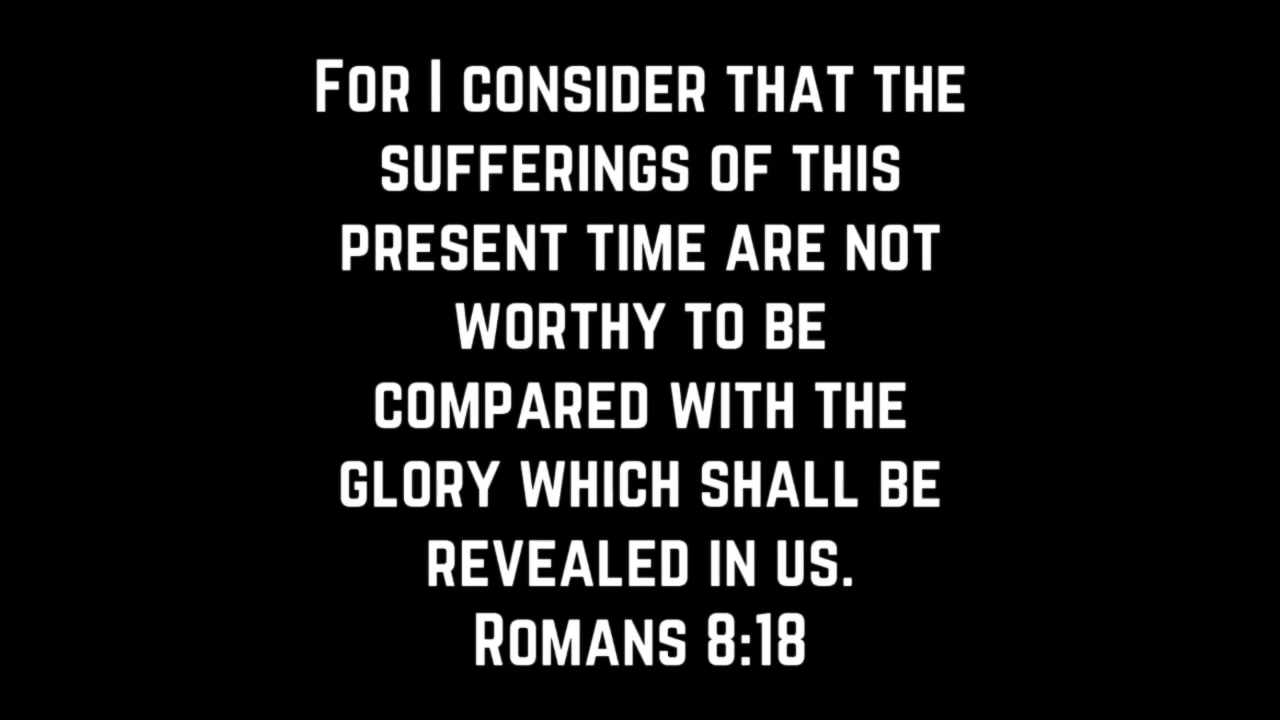 For I consider that the
sufferings of this
present time are not
worthy to be
compared with the
glory which shall be
revealed in us.
Romans 8:18